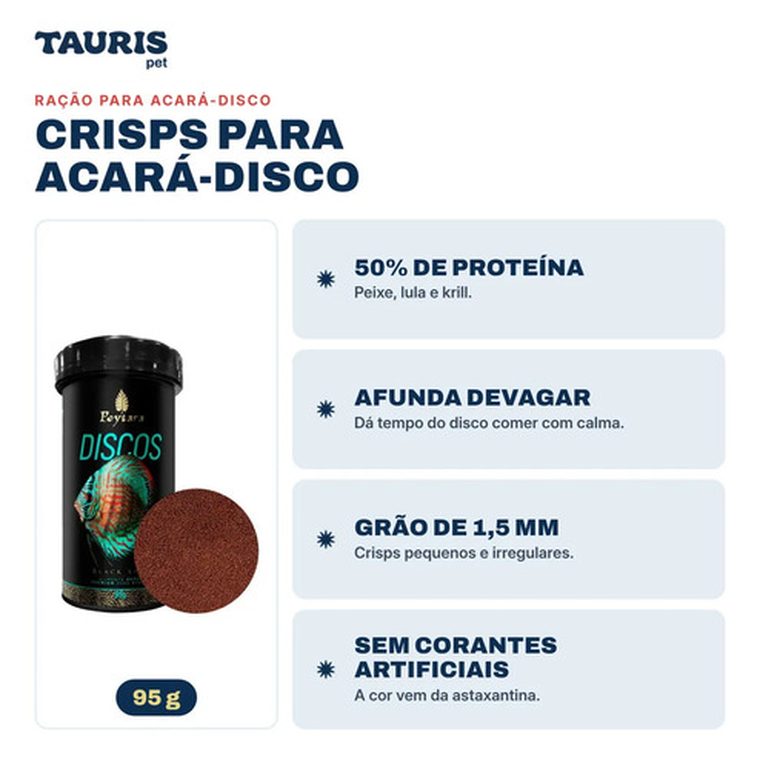 TAURIS
pet
RAÇÃO PARA ACARÁ-DISCO
CRISPS PARA
ACARÁ-DISCO
50% DE PROTEÍNA
Peixe, lula e krill.
AFUNDA DEVAGAR
Dá tempo do disco comer com calma.
Poytara
DISCOS
BLACK
GRÃO DE 1,5 MM
Crisps pequenos e irregulares.
SEM CORANTES
ARTIFICIAIS
A cor vem da astaxantina.
95 g